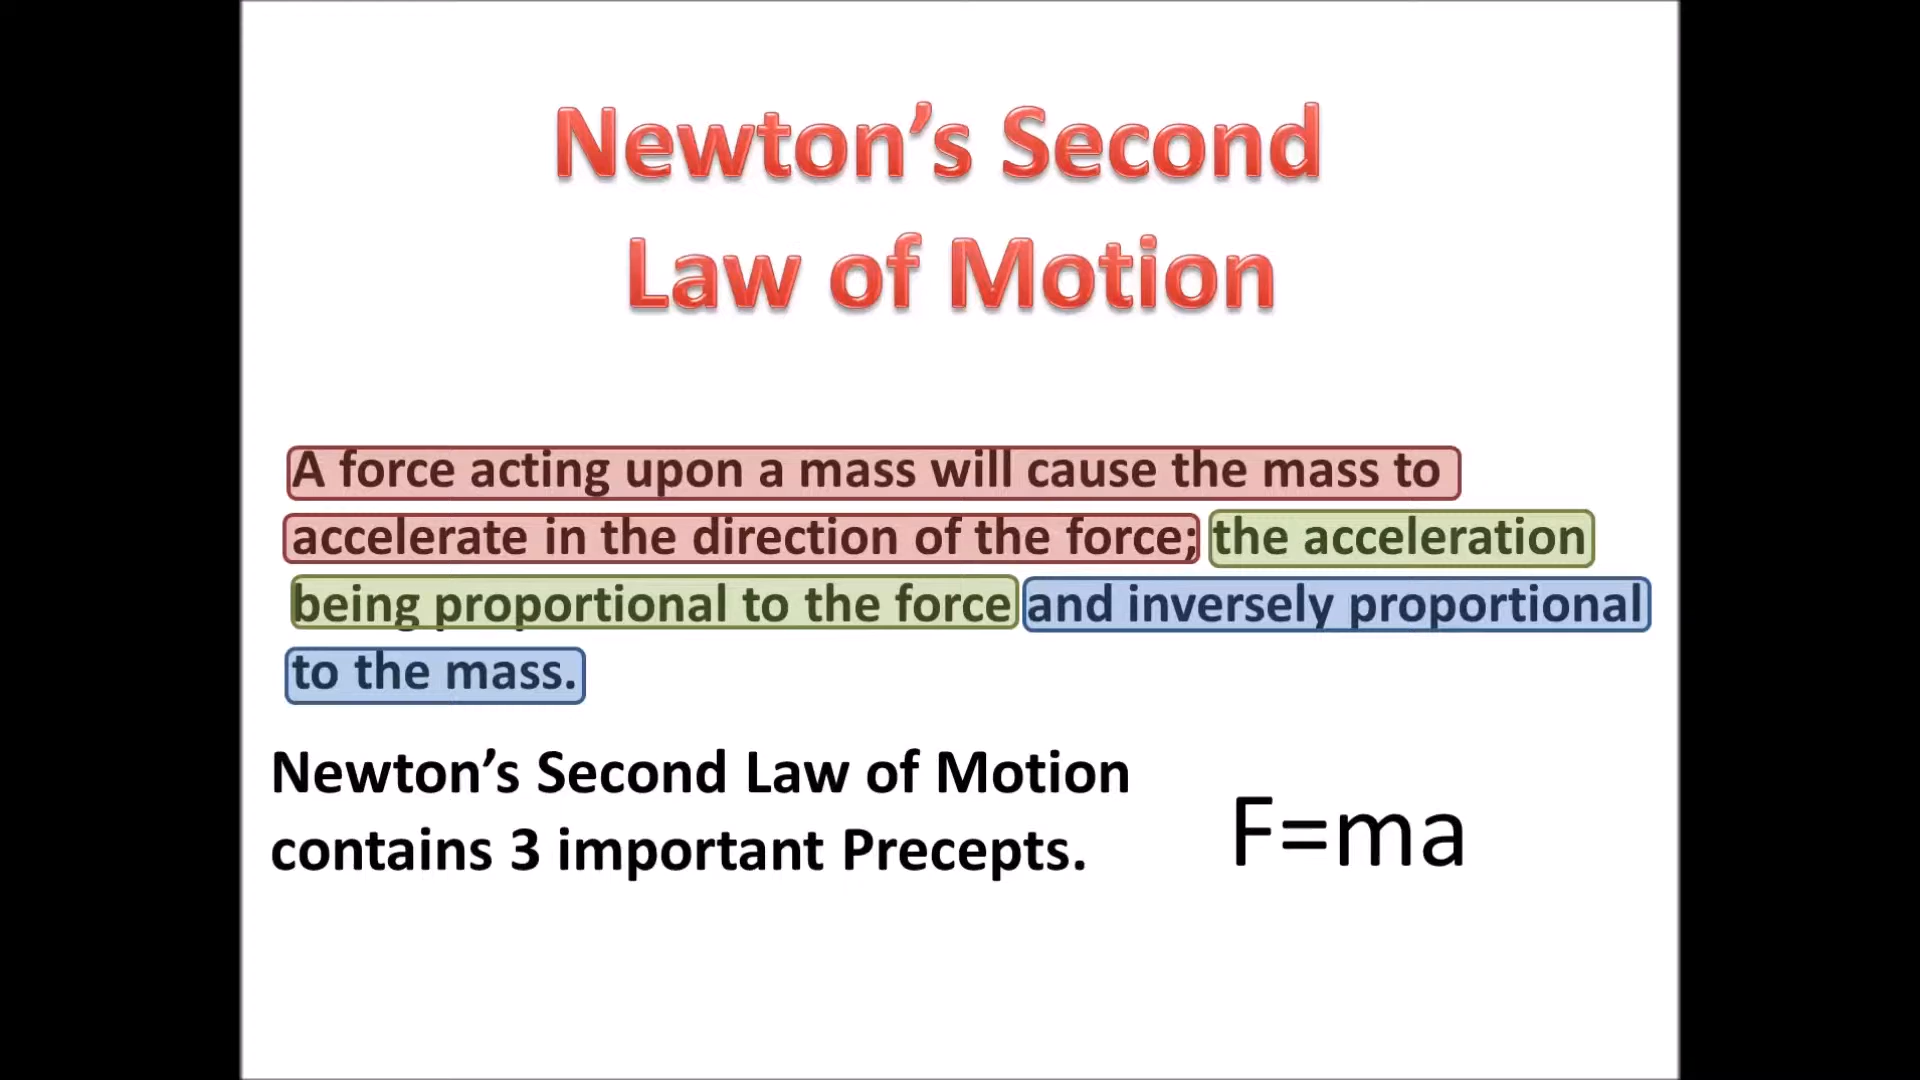 Newton’s Second
Law of Motion
A force acting upon a mass will cause the mass to
accelerate in the direction of the force; the acceleration
being proportional to the force and inversely proportional
to the mass.
Newton’s Second Law of Motion
contains 3 important Precepts.
F=ma